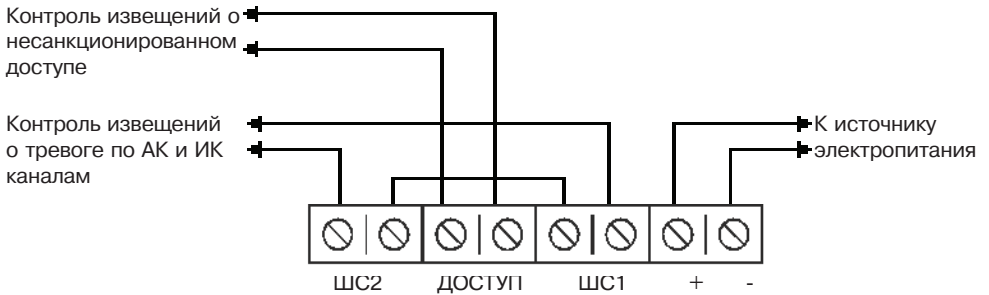 Контроль извещений о
несанкционированном
доступе
Контроль извещений
о тревоге по АК и ИК
каналам
К источнику
электропитания
ШС2 ДОСТУП ШС1 + -